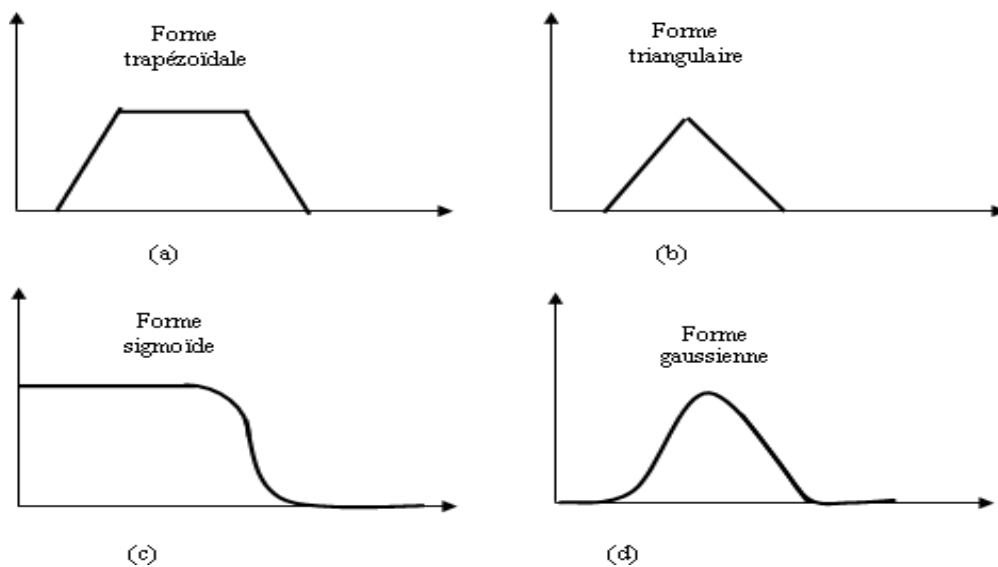 Forme
trapézoïdale
(a)
Forme
triangulaire
(b)
Forme
sigmoïde
(c)
Forme
gaussienne
(d)